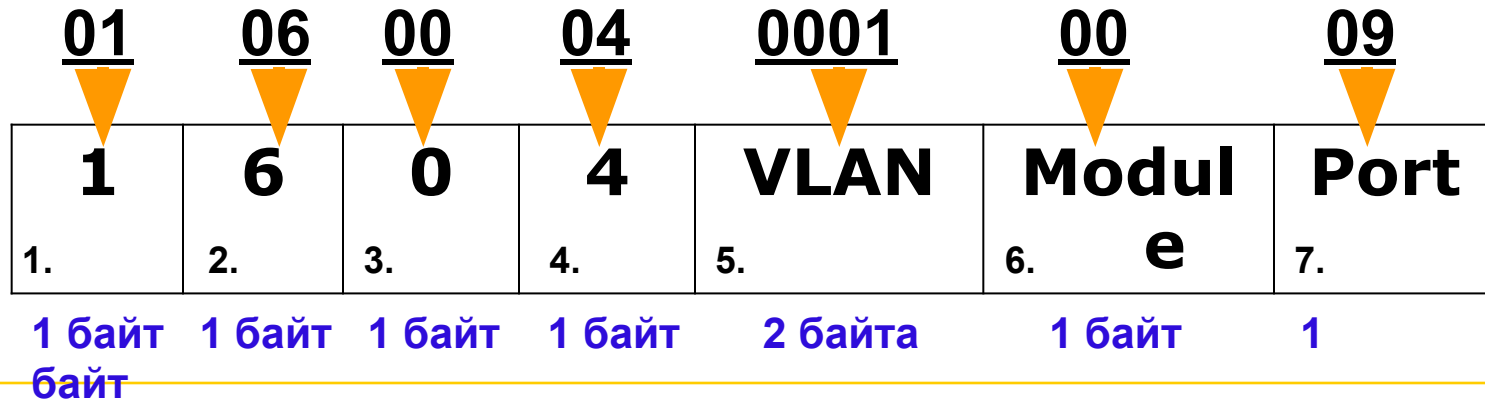 01 06 00 04 0001 00 09
1 6 0 4 VLAN Modul Port
e
1. 2. 3. 4. 5. 6. 7.
1 байт 1 байт 1 байт 1 байт 2 байта 1 байт 1
байт